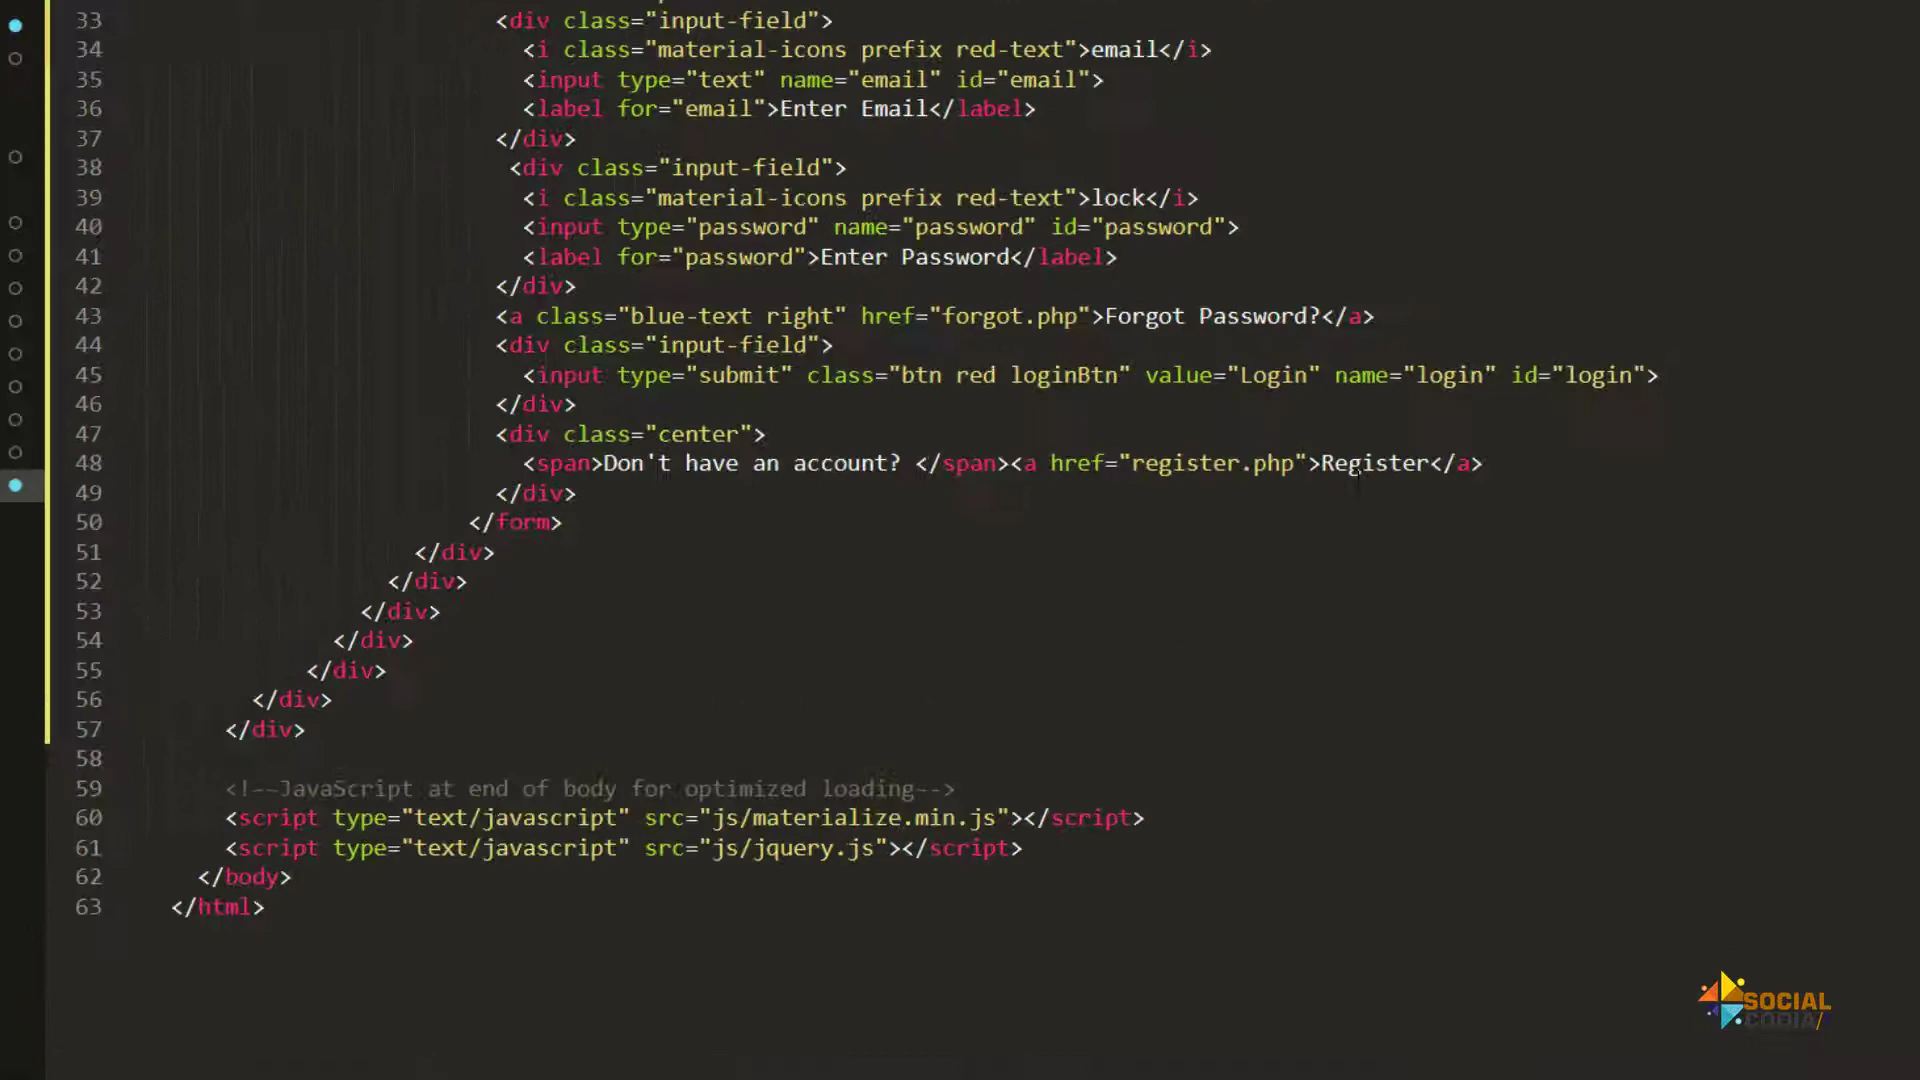 33 <div class="input-field">
34 <i class="material-icons prefix red-text">email</i>
35 <input type="text" name="email" id="email">
36 <label for="email">Enter Email</label>
37 </div>
38 <div class="input-field">
39 <i class="material-icons prefix red-text">lock</i>
40 <input type="password" name="password" id="password">
41 <label for="password">Enter Password</label>
42 </div>
43 <a class="blue-text right" href="forgot.php">Forgot Password?</a>
44 <div class="input-field">
45 <input type="submit" class="btn red loginBtn" value="Login" name="login" id="login">
46 </div>
47 <div class="center">
48 <span>Don't have an account? </span><a href="register.php">Register</a>
49 </div>
50 </form>
51 </div>
52 </div>
53 </div>
54 </div>
55 </div>
56 </div>
57 </div>
58
59 <!--JavaScript at end of body for optimized loading-->
60 <script type="text/javascript" src="js/materialize.min.js"></script>
61 <script type="text/javascript" src="js/jquery.js"></script>
62 </body>
63 </html>
SOCIAL
CODIA/